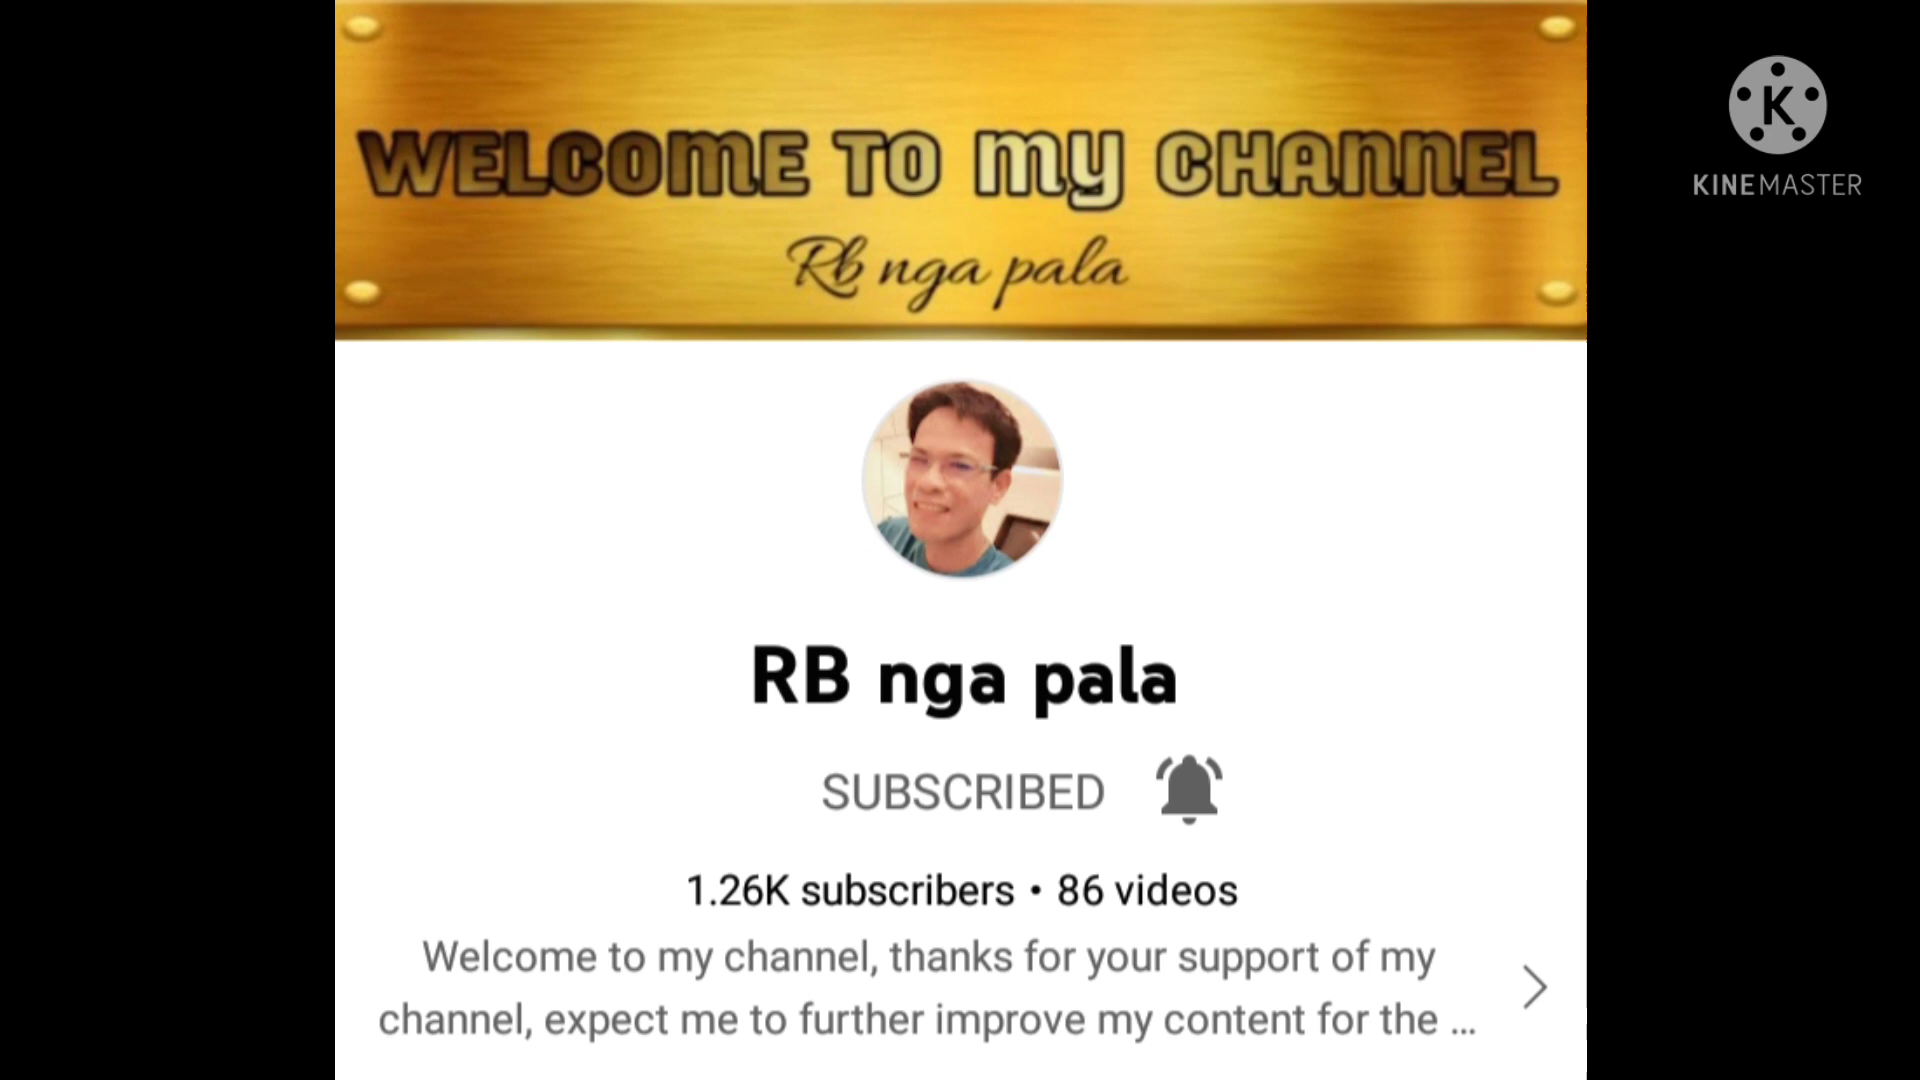 WELCOME TO my CHANNEL
Rb nga pala
K
KINEMASTER
RB nga pala
SUBSCRIBED
1.26K subscribers • 86 videos
Welcome to my channel, thanks for your support of my
channel, expect me to further improve my content for the ...